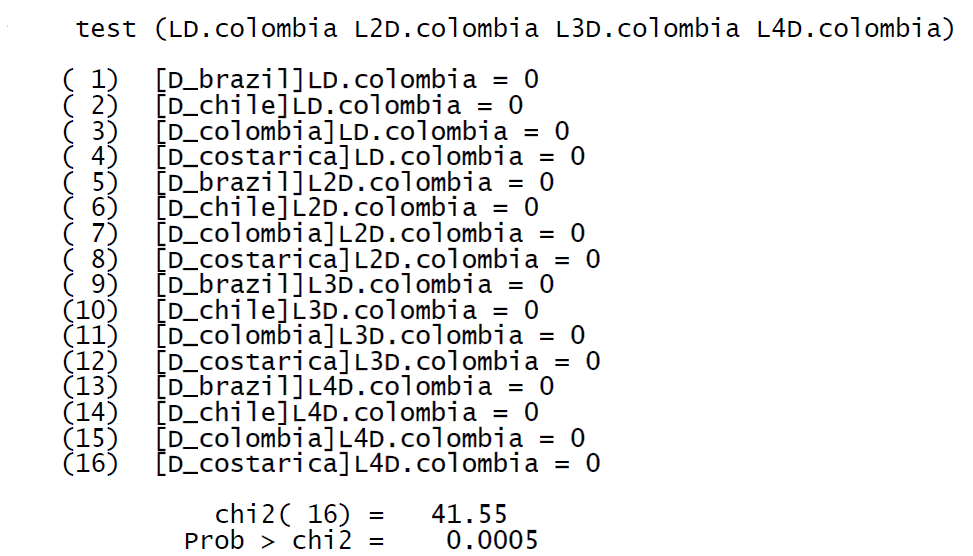 test (LD.colombia L2D.colombia L3D.colombia L4D.colombia)
( 1) [D_brazil]LD.colombia = 0
( 2) [D_chile]LD.colombia = 0
( 3) [D_colombia]LD.colombia = 0
( 4) [D_costarica]LD.colombia = 0
( 5) [D_brazil]L2D.colombia = 0
( 6) [D_chile]L2D.colombia = 0
( 7) [D_colombia]L2D.colombia = 0
( 8) [D_costarica]L2D.colombia = 0
( 9) [D_brazil]L3D.colombia = 0
(10) [D_chile]L3D.colombia = 0
(11) [D_colombia]L3D.colombia = 0
(12) [D_costarica]L3D.colombia = 0
(13) [D_brazil]L4D.colombia = 0
(14) [D_chile]L4D.colombia = 0
(15) [D_colombia]L4D.colombia = 0
(16) [D_costarica]L4D.colombia = 0
chi2( 16) = 41.55
Prob > chi2 = 0.0005